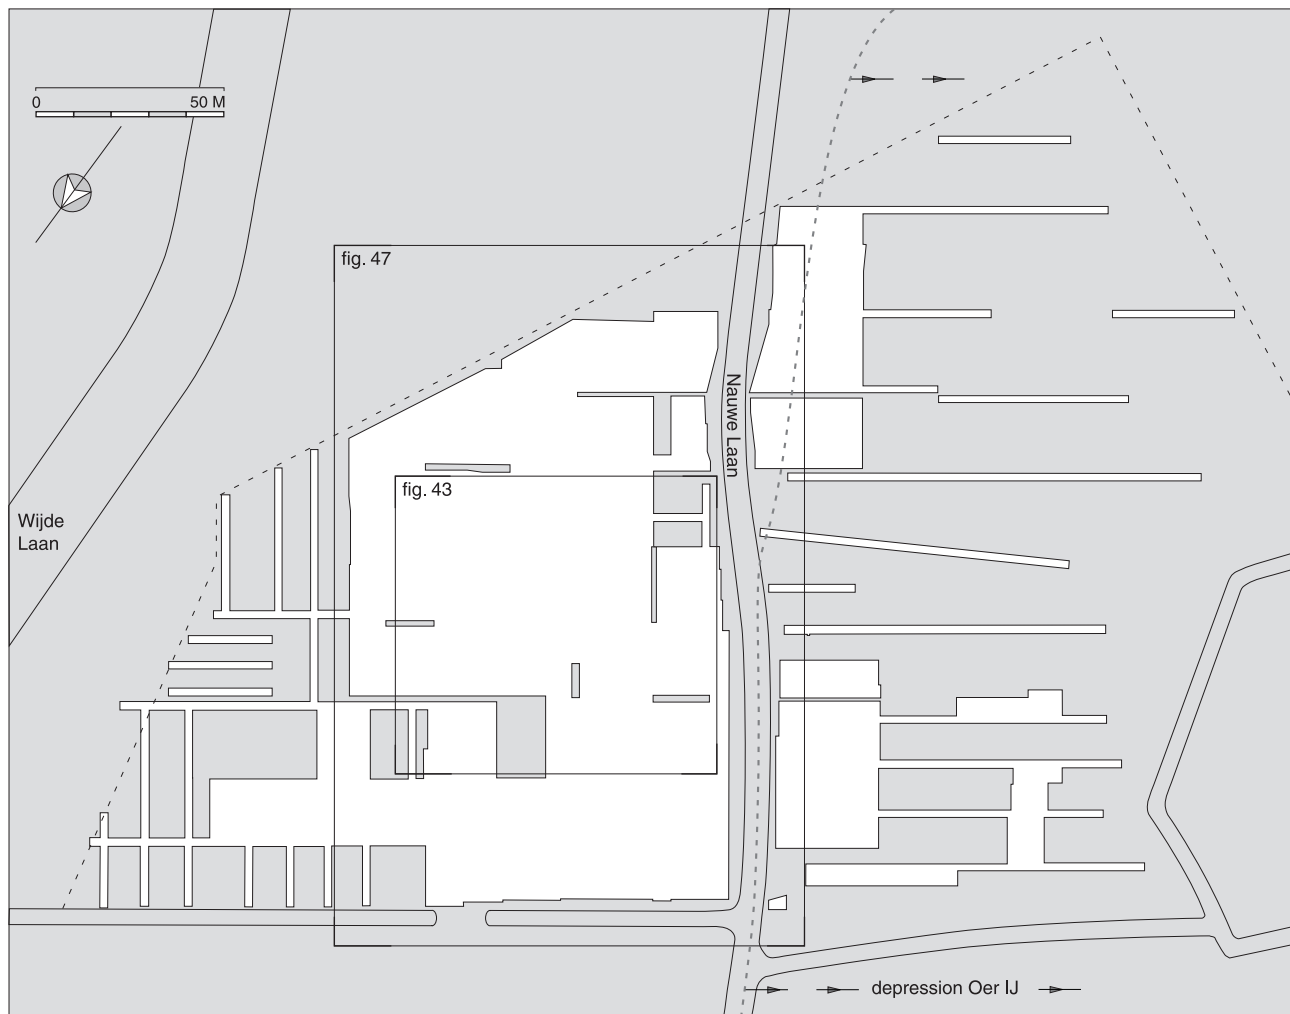 0 50 M
fig. 47
Nauwe Laan
fig. 43
Wijde
Laan
depression Oer IJ